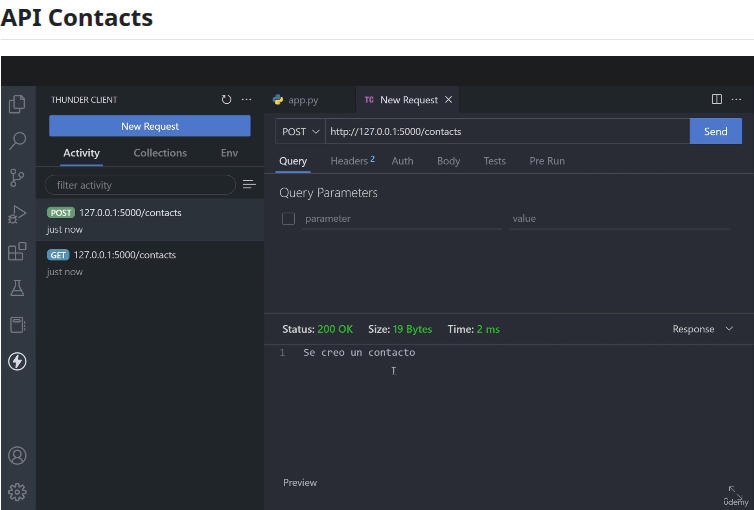 API Contacts
THUNDER CLIENT
New Request
Activity Collections Env
filter activity
POST 127.0.0.1:5000/contacts
just now
GET 127.0.0.1:5000/contacts
just now
app.py TC New Request
POST http://127.0.0.1:5000/contacts Send
Query Headers 2 Auth Body Tests Pre Run
Query Parameters
parameter value
Status: 200 OK Size: 19 Bytes Time: 2 ms Response
1 Se creo un contacto
Preview
ûdemy